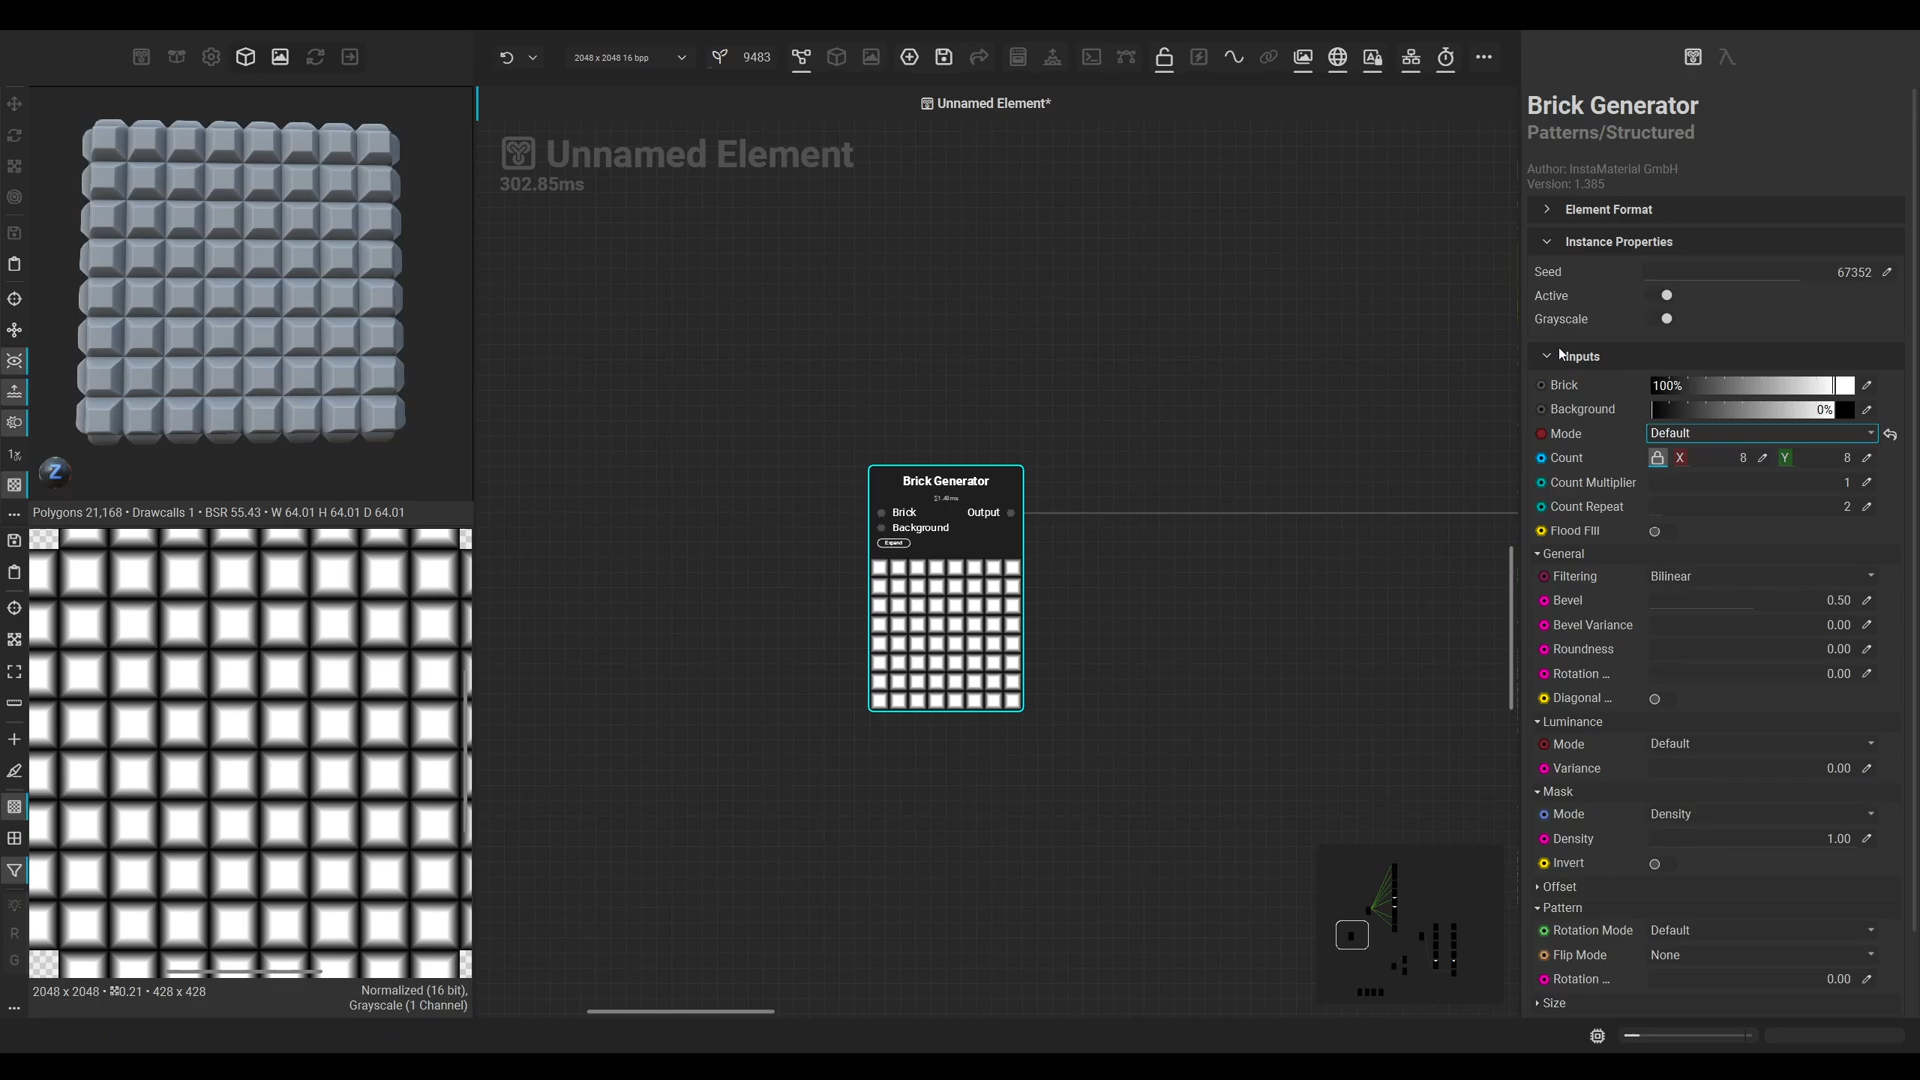 2048 x 2048 16 bpp
9483
Unnamed Element*
Unnamed Element
302.85ms
Polygons 21,168 • Drawcalls 1 • BSR 55.43 • W 64.01 H 64.01 D 64.01
Z
R
G
2048 x 2048 • 0.21 • 428 x 428
Normalized (16 bit),
Grayscale (1 Channel)
Brick Generator
Brick Output
Background
Expand
Brick Generator
Patterns/Structured
Author: InstaMaterial GmbH
Version: 1.385
Element Format
Instance Properties
Seed 67352
Active
Grayscale
Inputs
Brick 100%
Background 0%
Mode Default
Count X 8 Y 8
Count Multiplier 1
Count Repeat 2
Flood Fill
General
Filtering Bilinear
Bevel 0.50
Bevel Variance 0.00
Roundness 0.00
Rotation ... 0.00
Diagonal ...
Luminance
Mode Default
Variance 0.00
Mask
Mode Density
Density 1.00
Invert
Offset
Pattern
Rotation Mode Default
Flip Mode None
Rotation ... 0.00
Size